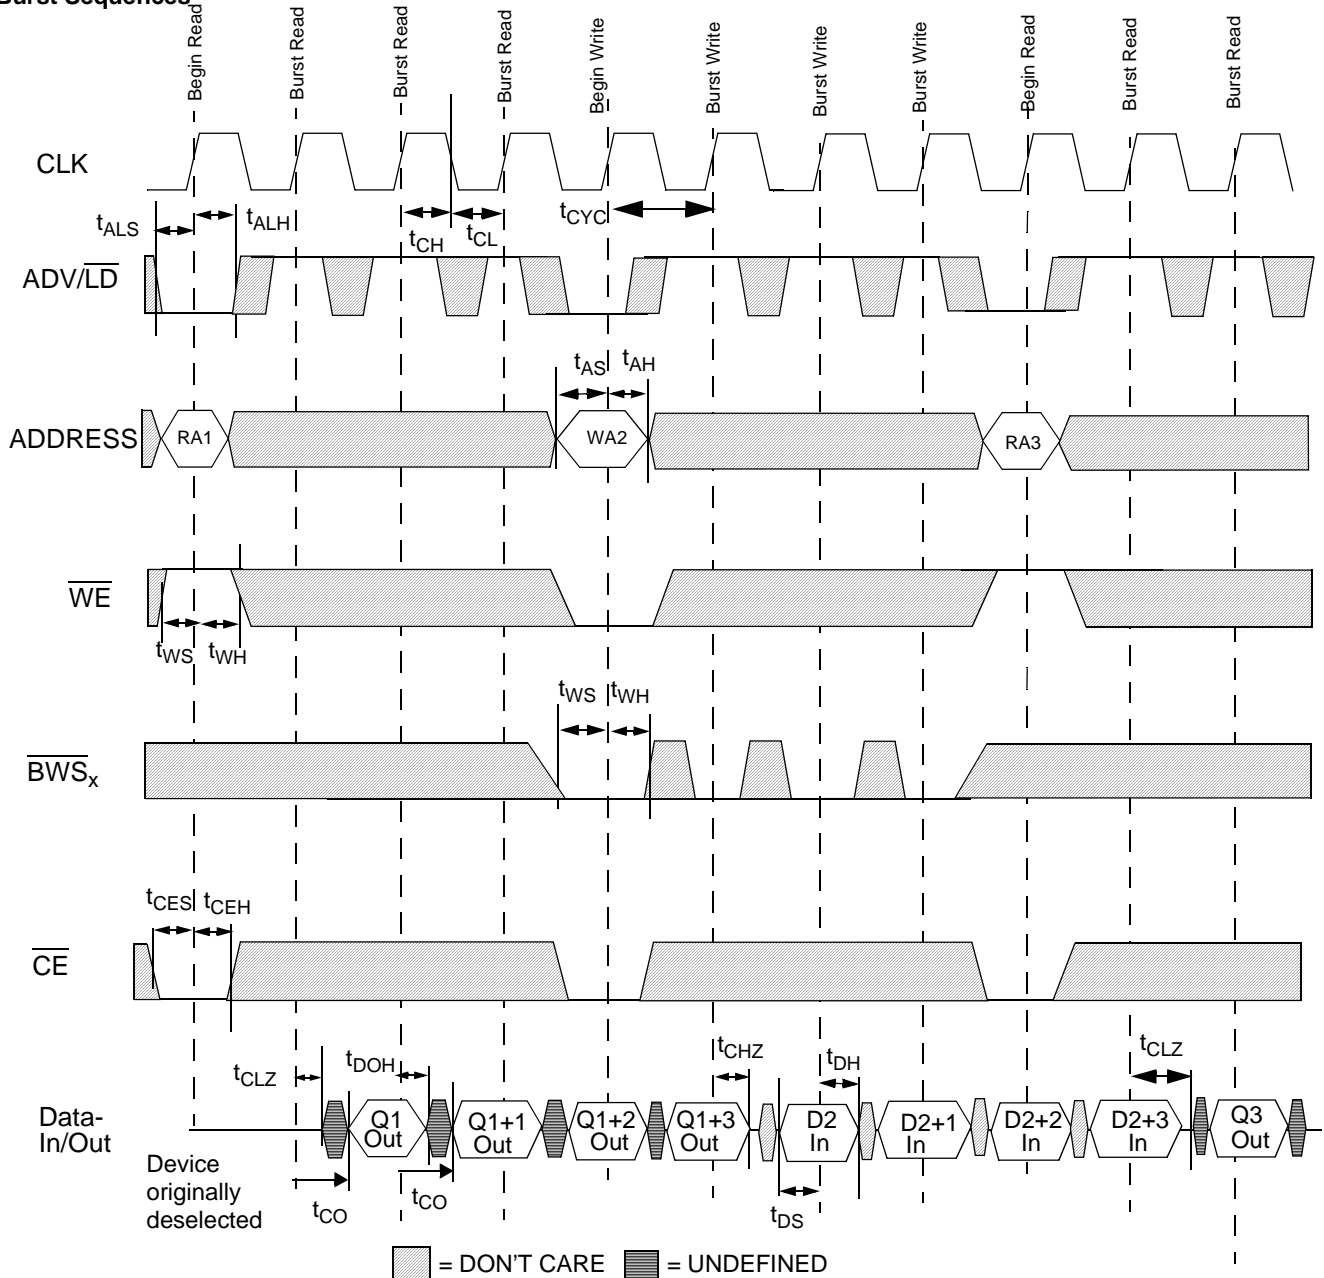 Burst Sequences
Begin Read
Burst Read
Burst Read
Burst Read
Begin Write
Burst Write
Burst Write
Burst Write
Begin Read
Burst Read
Burst Read
CLK
tALS
tALH
tCH
tCL
tCYC
ADV/LD
tAS
tAH
ADDRESS
RA1
WA2
RA3
WE
tWS
tWH
tWS
tWH
BWSx
tCES
tCEH
CE
tCLZ
tDOH
tCHZ
tDH
tCLZ
Data-
In/Out
Q1
Out
Q1+1
Out
Q1+2
Out
Q1+3
Out
D2
In
D2+1
In
D2+2
In
D2+3
In
Q3
Out
Device
originally
deselected
tCO
tCO
tDS
= DON'T CARE
= UNDEFINED